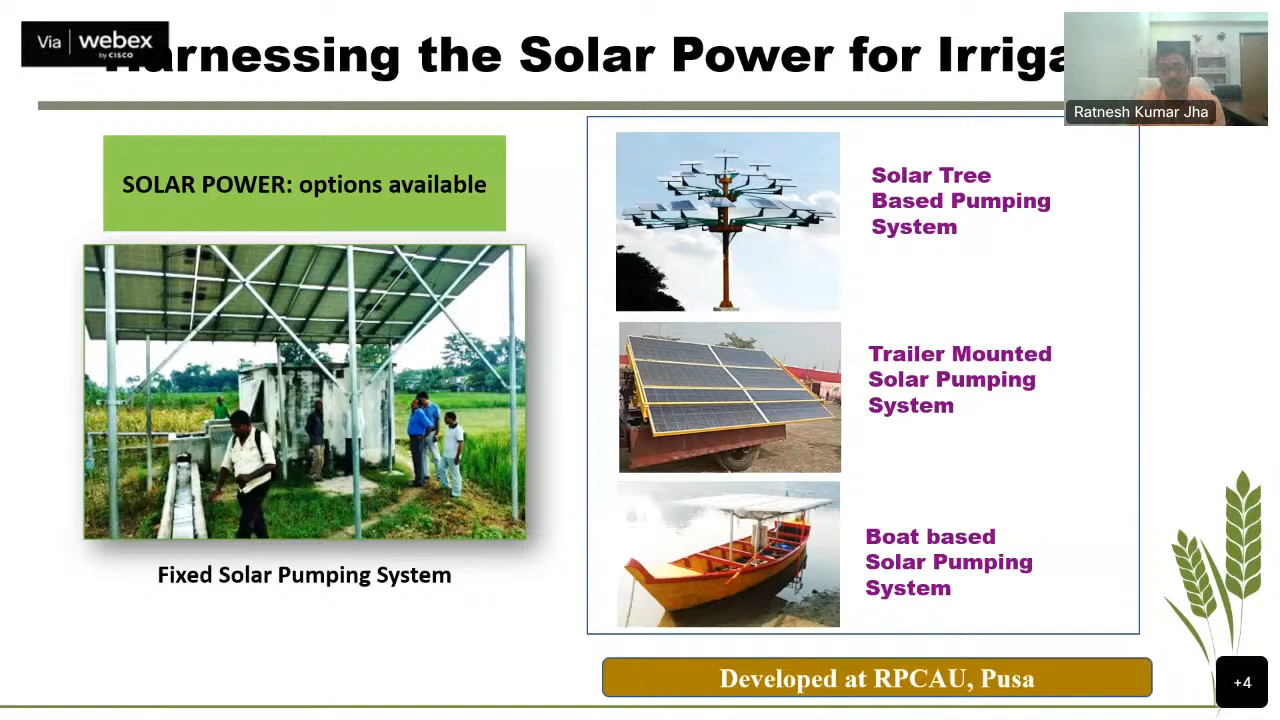 Via webex
by CISCO
Harnessing the Solar Power for Irriga
Ratnesh Kumar Jha
SOLAR POWER: options available
Solar Tree
Based Pumping
System
Trailer Mounted
Solar Pumping
System
Boat based
Solar Pumping
System
Fixed Solar Pumping System
Developed at RPCAU, Pusa
+4